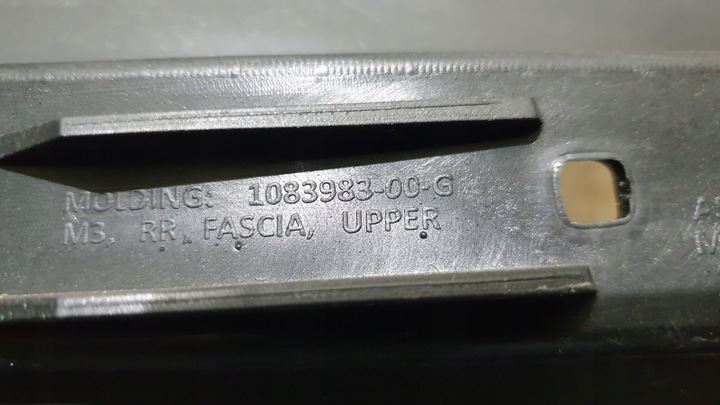 MOLDING: 1083983-00-G
M3, RR, FASCIA, UPPER